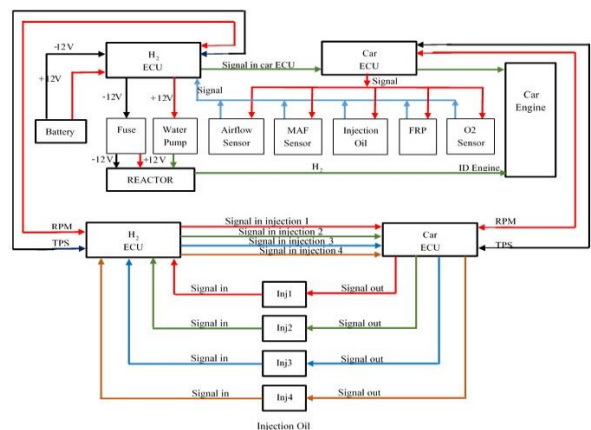 -12V
H2
ECU
Car
ECU
Signal in car ECU
Signal
+12V
-12V
+12V
Signal
Car
Engine
Battery
Fuse
Water
Pump
Airflow
Sensor
MAF
Sensor
Injection
Oil
FRP
O2
Sensor
-12V
+12V
REACTOR
H2
ID Engine
RPM
TPS
H2
ECU
Signal in injection 1
Signal in injection 2
Signal in injection 3
Signal in injection 4
Car
ECU
RPM
TPS
Signal in
Inj1
Signal out
Signal in
Inj2
Signal out
Signal in
Inj3
Signal out
Signal in
Inj4
Signal out
Injection Oil